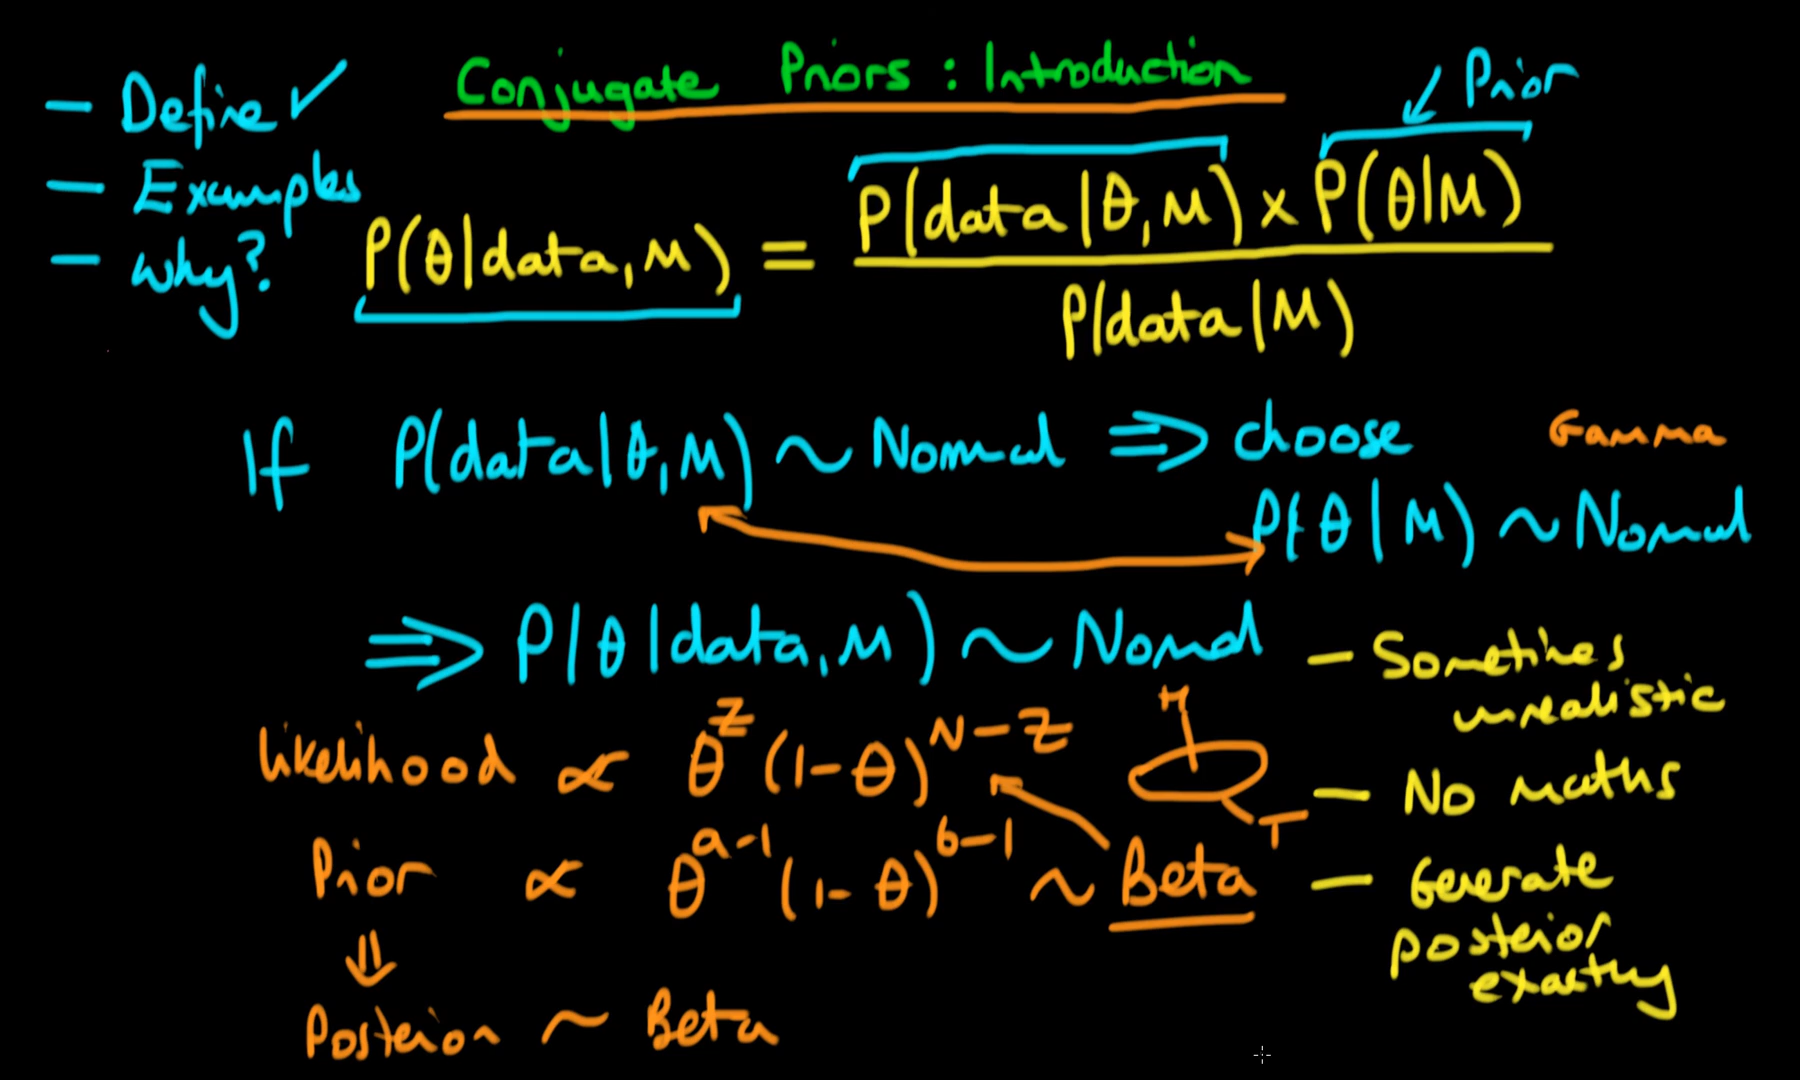 Conjugate Priors : Introduction
– Define ✓
– Examples
– why?
Prior
P(θ|data,M) = P(data|θ,M) × P(θ|M)
P(data|M)
If P(data|θ,M) ~ Normal ⇒ choose
Gamma
P(θ|M) ~ Normal
⇒ P(θ|data,M) ~ Normal
likelihood ∝ θ^z (1-θ)^N-z
H
T
Prior ∝ θ^a-1 (1-θ)^b-1 ~ Beta
⇓
Posterior ~ Beta
– Sometimes
unrealistic
– No maths
– Generate
posterior
exactly